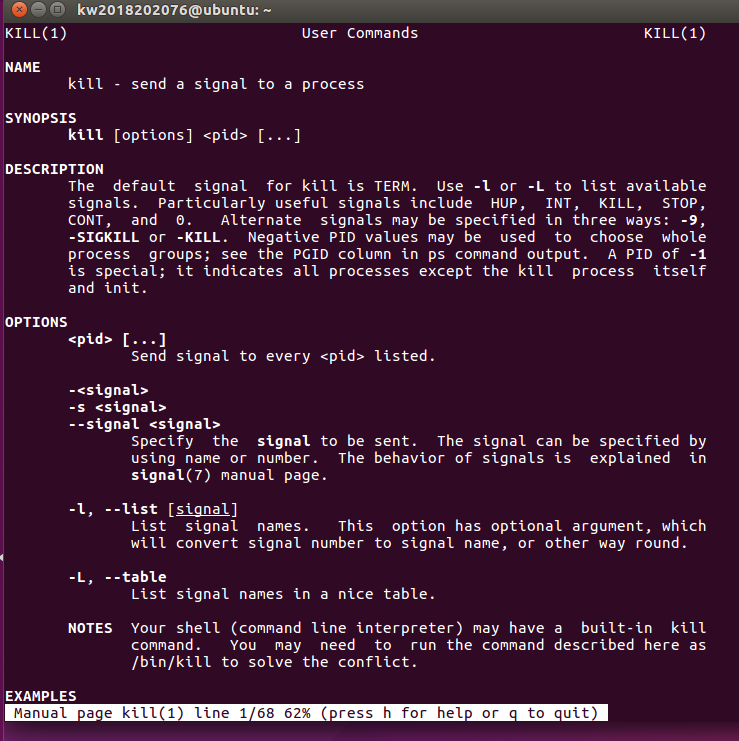 kw2018202076@ubuntu: ~
KILL(1) User Commands KILL(1)
NAME
kill - send a signal to a process
SYNOPSIS
kill [options] <pid> [...]
DESCRIPTION
The default signal for kill is TERM. Use -l or -L to list available
signals. Particularly useful signals include HUP, INT, KILL, STOP,
CONT, and 0. Alternate signals may be specified in three ways: -9,
-SIGKILL or -KILL. Negative PID values may be used to choose whole
process groups; see the PGID column in ps command output. A PID of -1
is special; it indicates all processes except the kill process itself
and init.
OPTIONS
<pid> [...]
Send signal to every <pid> listed.
-<signal>
-s <signal>
--signal <signal>
Specify the signal to be sent. The signal can be specified by
using name or number. The behavior of signals is explained in
signal(7) manual page.
-l, --list [signal]
List signal names. This option has optional argument, which
will convert signal number to signal name, or other way round.
-L, --table
List signal names in a nice table.
NOTES Your shell (command line interpreter) may have a built-in kill
command. You may need to run the command described here as
/bin/kill to solve the conflict.
EXAMPLES
Manual page kill(1) line 1/68 62% (press h for help or q to quit)